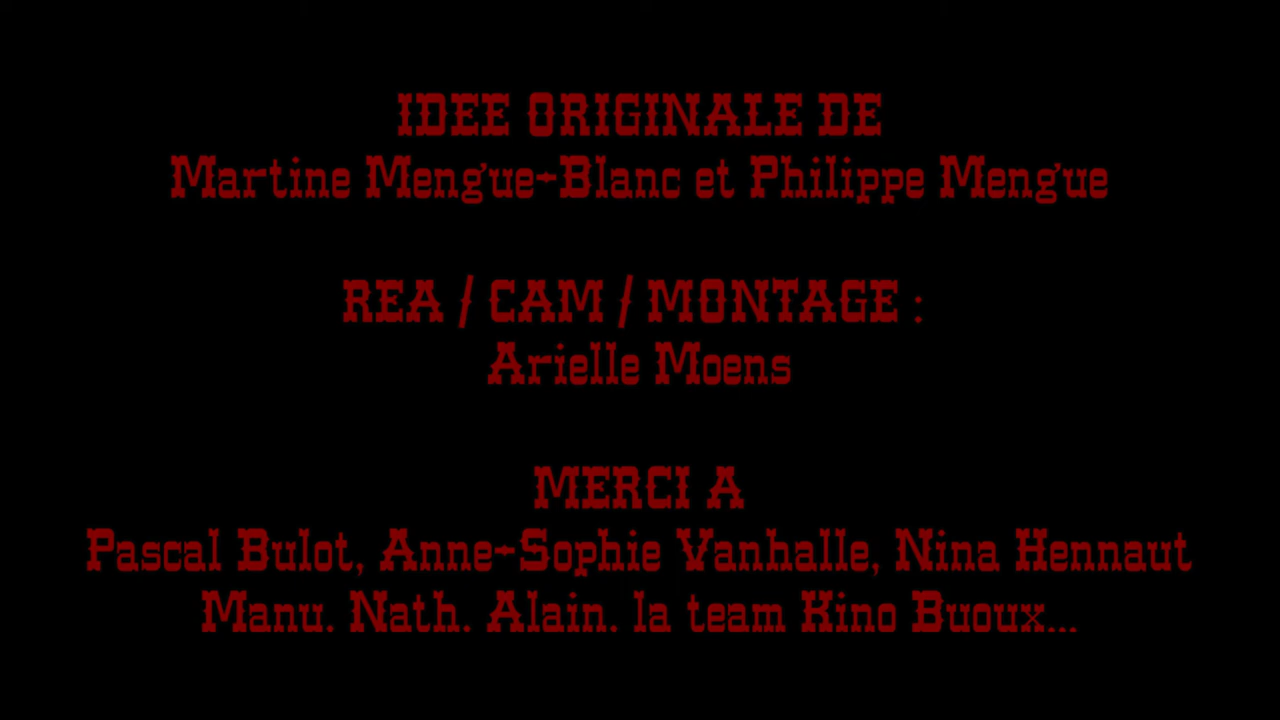 IDEE ORIGINALE DE
Martine Mengue-Blanc et Philippe Mengue
REA / CAM / MONTAGE :
Arielle Moens
MERCI A
Pascal Bulot, Anne-Sophie Vanhalle, Nina Hennaut
Manu. Nath. Alain. la team Kino Buoux...